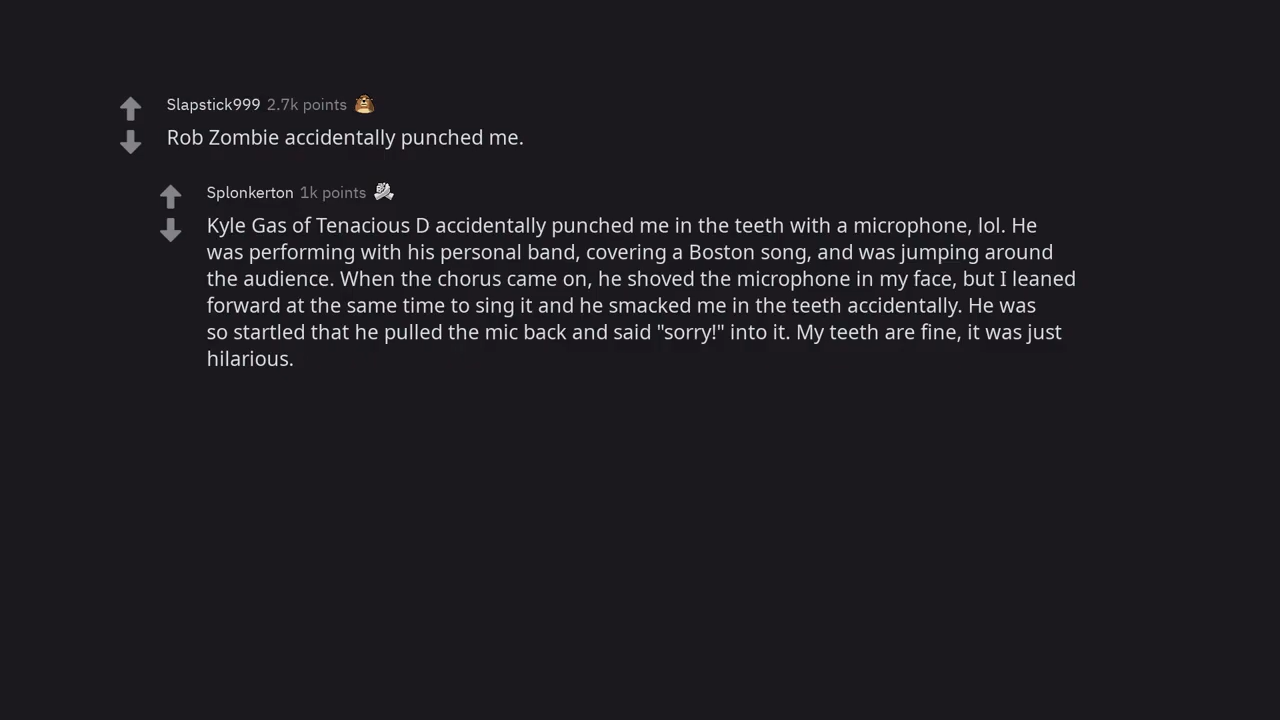 Slapstick999 2.7k points
Rob Zombie accidentally punched me.
Splonkerton 1k points
Kyle Gas of Tenacious D accidentally punched me in the teeth with a microphone, lol. He
was performing with his personal band, covering a Boston song, and was jumping around
the audience. When the chorus came on, he shoved the microphone in my face, but I leaned
forward at the same time to sing it and he smacked me in the teeth accidentally. He was
so startled that he pulled the mic back and said "sorry!" into it. My teeth are fine, it was just
hilarious.